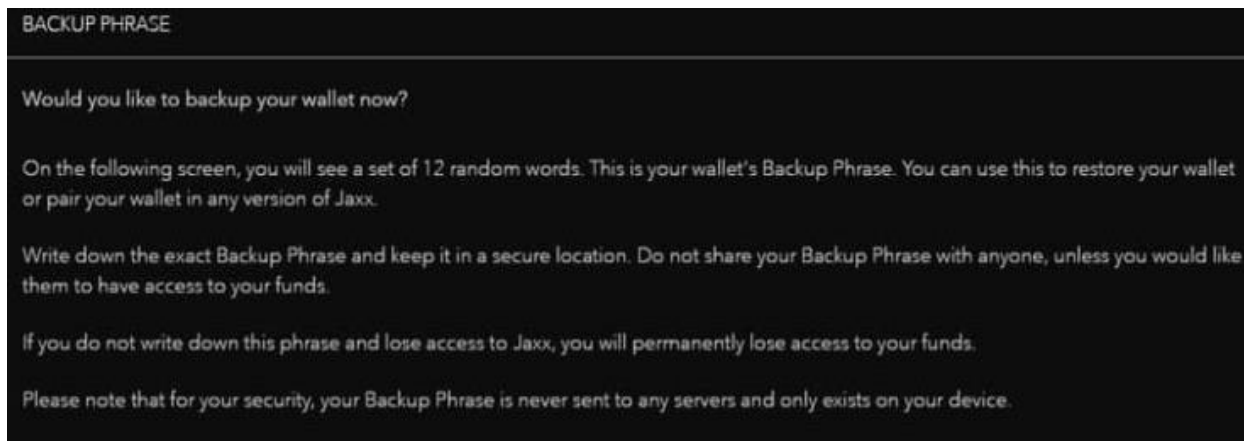 BACKUP PHRASE
Would you like to backup your wallet now?
On the following screen, you will see a set of 12 random words. This is your wallet's Backup Phrase. You can use this to restore your wallet
or pair your wallet in any version of Jaxx.
Write down the exact Backup Phrase and keep it in a secure location. Do not share your Backup Phrase with anyone, unless you would like
them to have access to your funds.
If you do not write down this phrase and lose access to Jaxx, you will permanently lose access to your funds.
Please note that for your security, your Backup Phrase is never sent to any servers and only exists on your device.